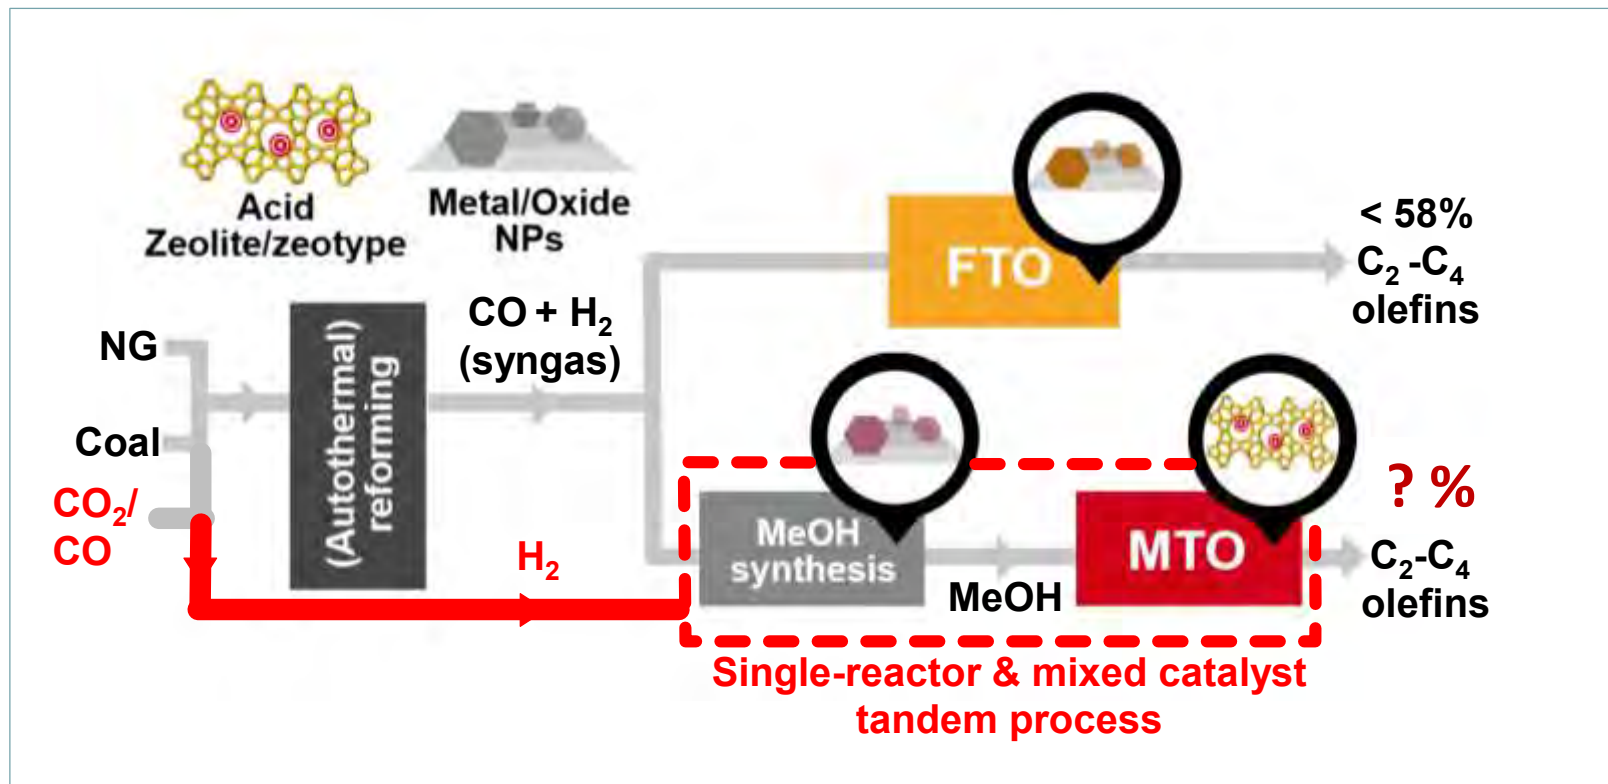 Acid
Zeolite/zeotype
Metal/Oxide
NPs
NG
Coal
CO₂/
CO
(Autothermal)
reforming
CO + H₂
(syngas)
H₂
FTO
< 58%
C₂ -C₄
olefins
MeOH
synthesis
MeOH
MTO
? %
C₂-C₄
olefins
Single-reactor & mixed catalyst
tandem process